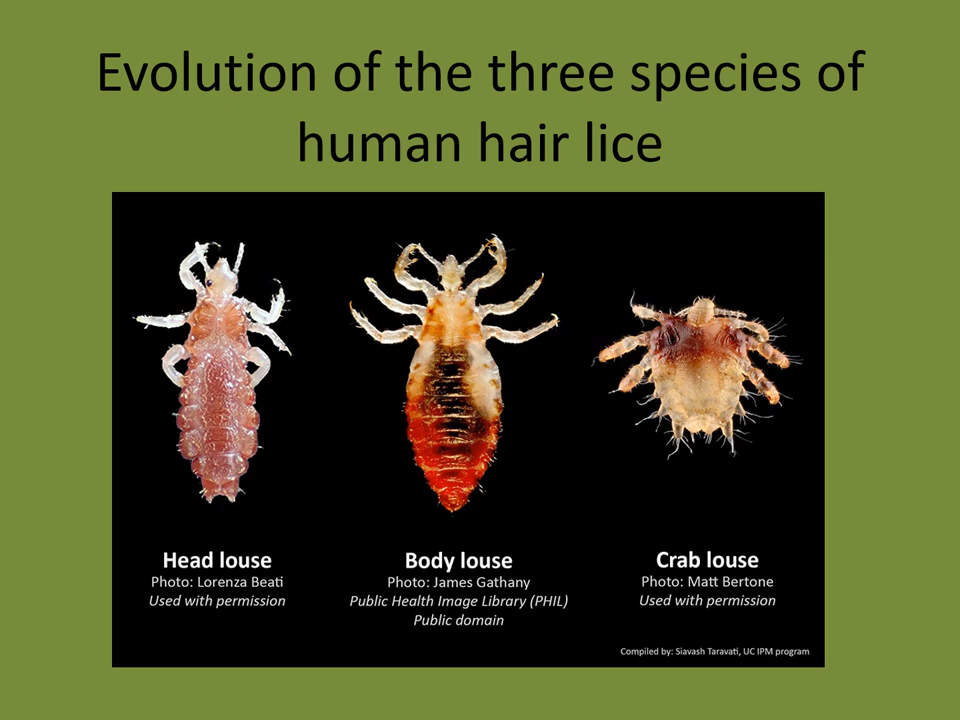 Evolution of the three species of
human hair lice
Head louse
Photo: Lorenza Beati
Used with permission
Body louse
Photo: James Gathany
Public Health Image Library (PHIL)
Public domain
Crab louse
Photo: Matt Bertone
Used with permission
Compiled by: Siavash Taravati, UC IPM program